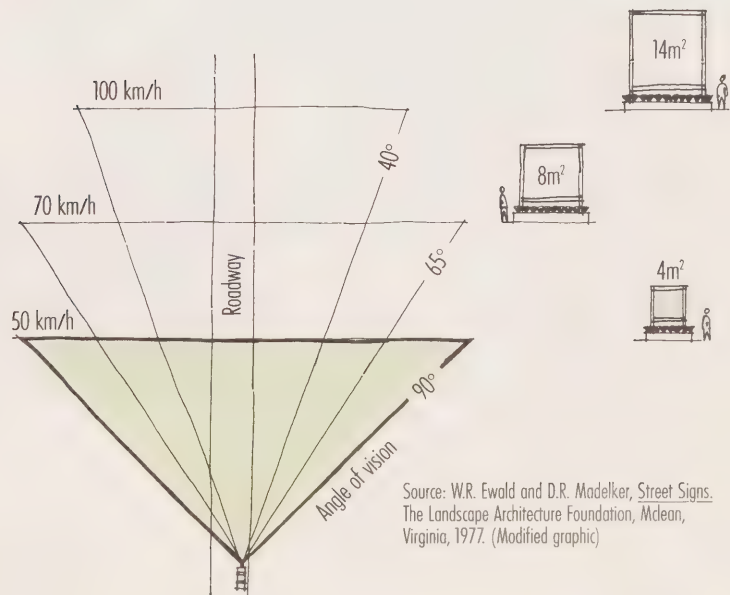 100 km/h
14m²
40°
8m²
70 km/h
65°
Roadway
4m²
50 km/h
90°
Angle of vision
Source: W.R. Ewald and D.R. Madelker, Street Signs.
The Landscape Architecture Foundation, Mclean,
Virginia, 1977. (Modified graphic)